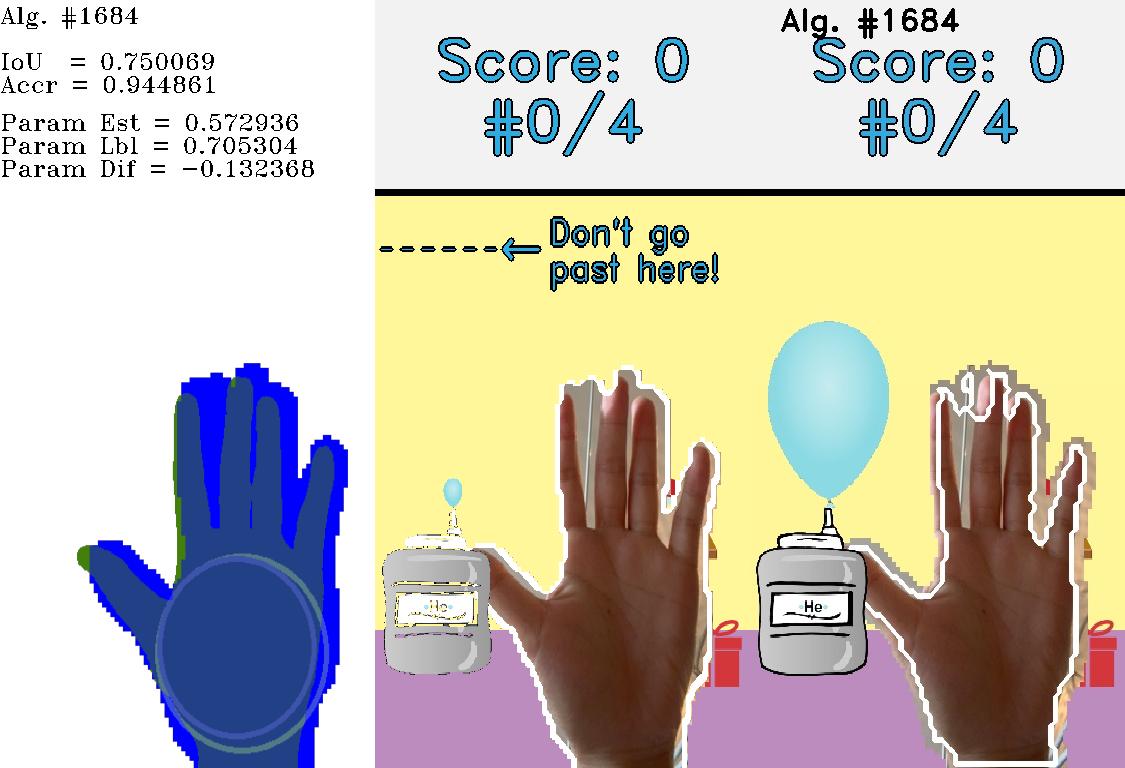 Alg. #1684
IoU = 0.750069
Accr = 0.944861
Param Est = 0.572936
Param Lbl = 0.705304
Param Dif = −0.132368
Score: 0
#0/4
Don't go
past here!
He
Alg. #1684
Score: 0
#0/4
He